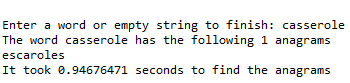 Enter a word or empty string to finish: casserole
The word casserole has the following 1 anagrams
escaroles
It took 0.94676471 seconds to find the anagrams